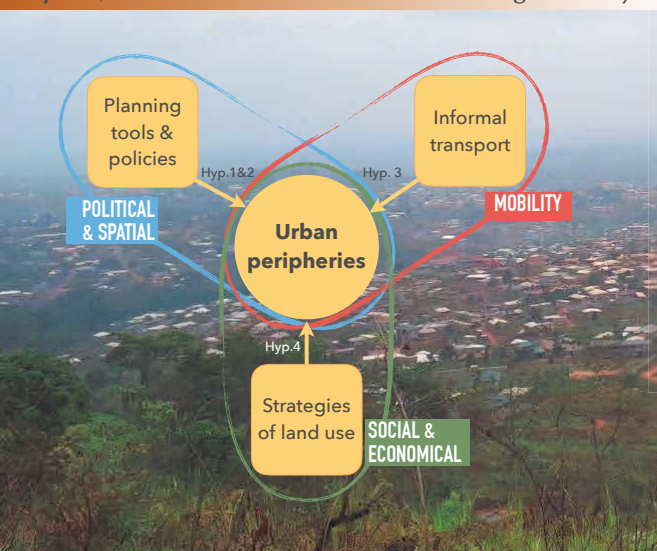 Planning
tools &
policies
Informal
transport
Hyp.1&2
Hyp. 3
POLITICAL
& SPATIAL
MOBILITY
Urban
peripheries
Hyp.4
Strategies
of land use
SOCIAL &
ECONOMICAL